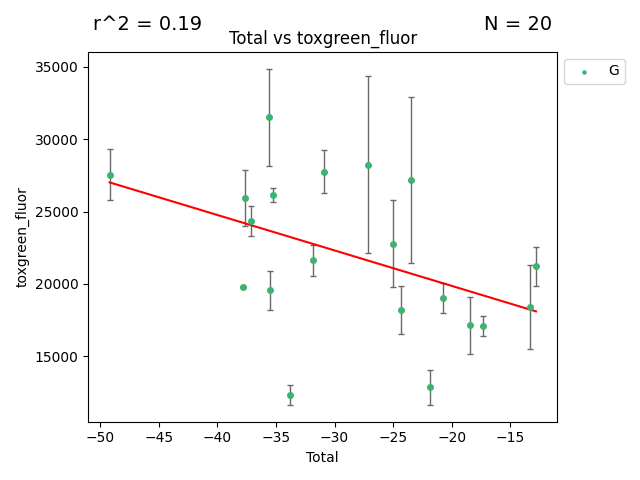 r^2 = 0.19
N = 20
Total vs toxgreen_fluor
G
35000
30000
25000
20000
15000
toxgreen_fluor
−50
−45
−40
−35
−30
−25
−20
−15
Total